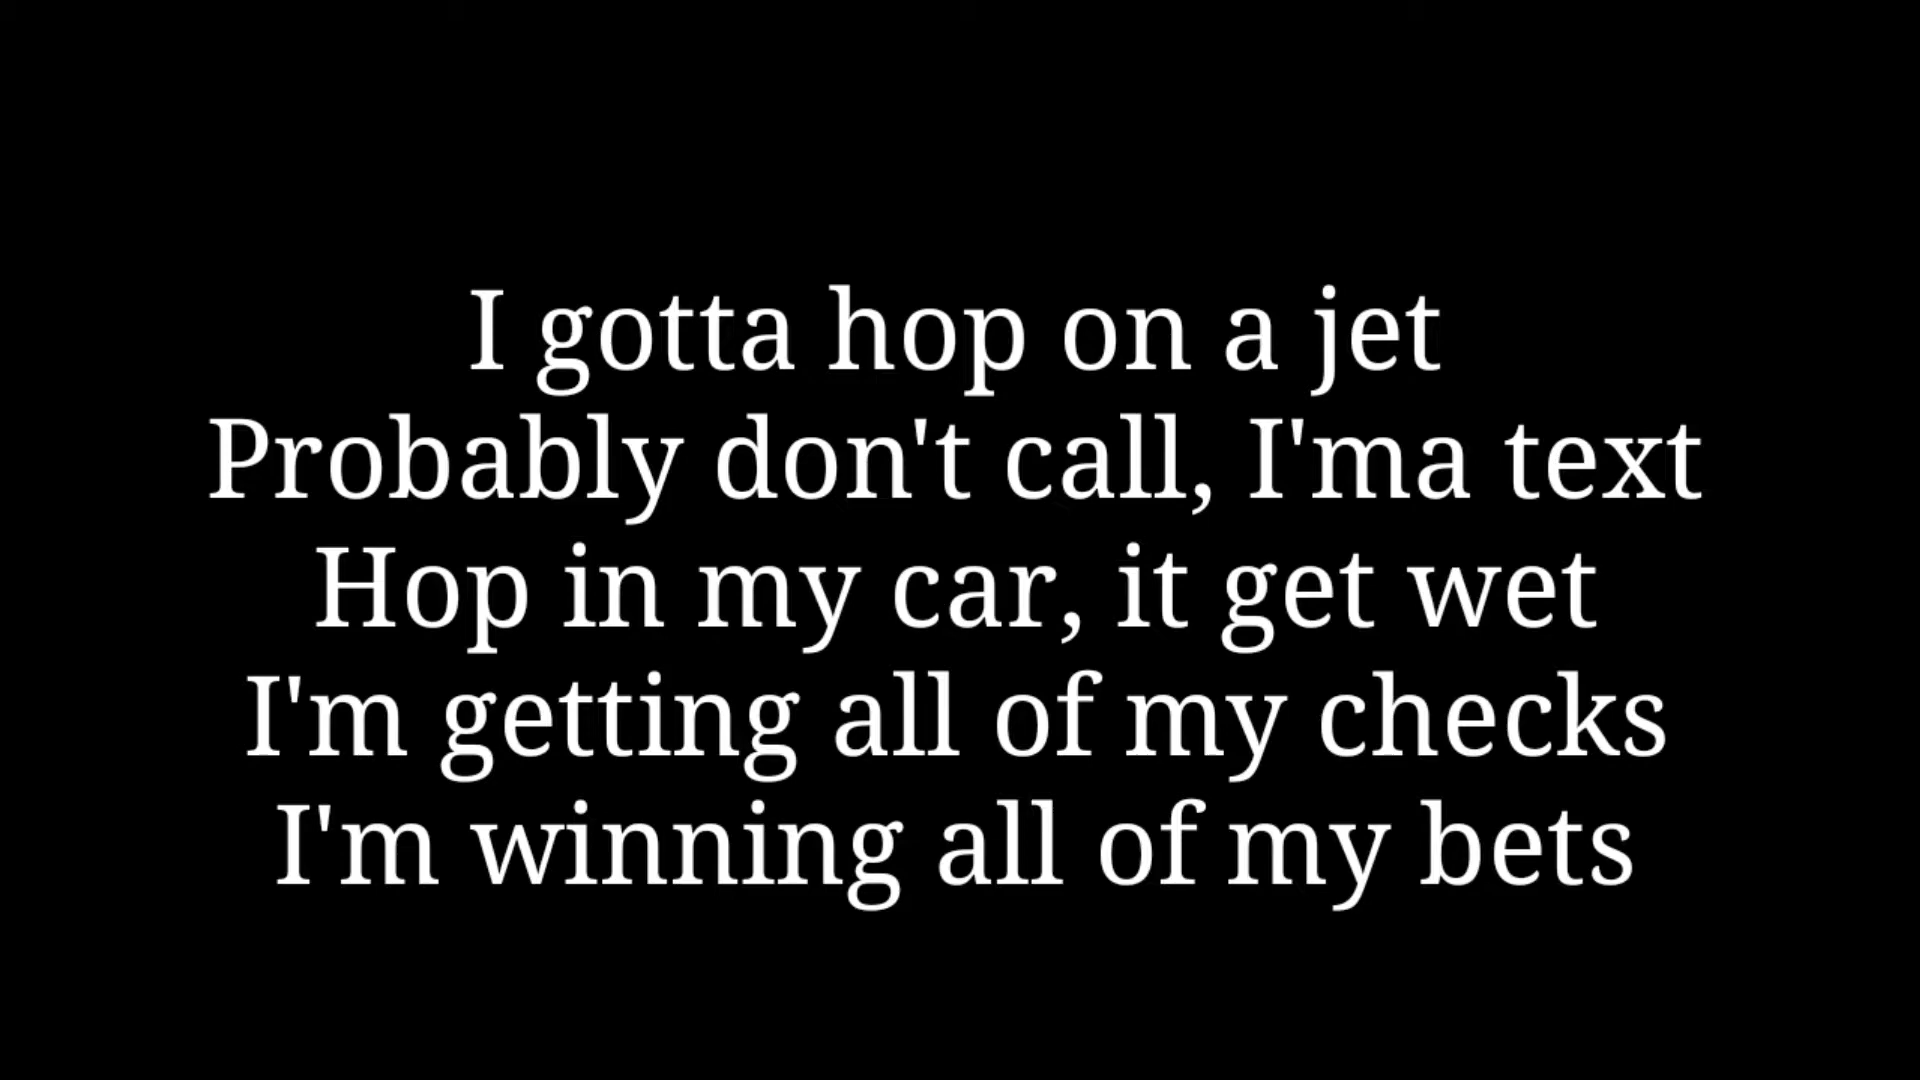 I gotta hop on a jet
Probably don't call, I'ma text
Hop in my car, it get wet
I'm getting all of my checks
I'm winning all of my bets